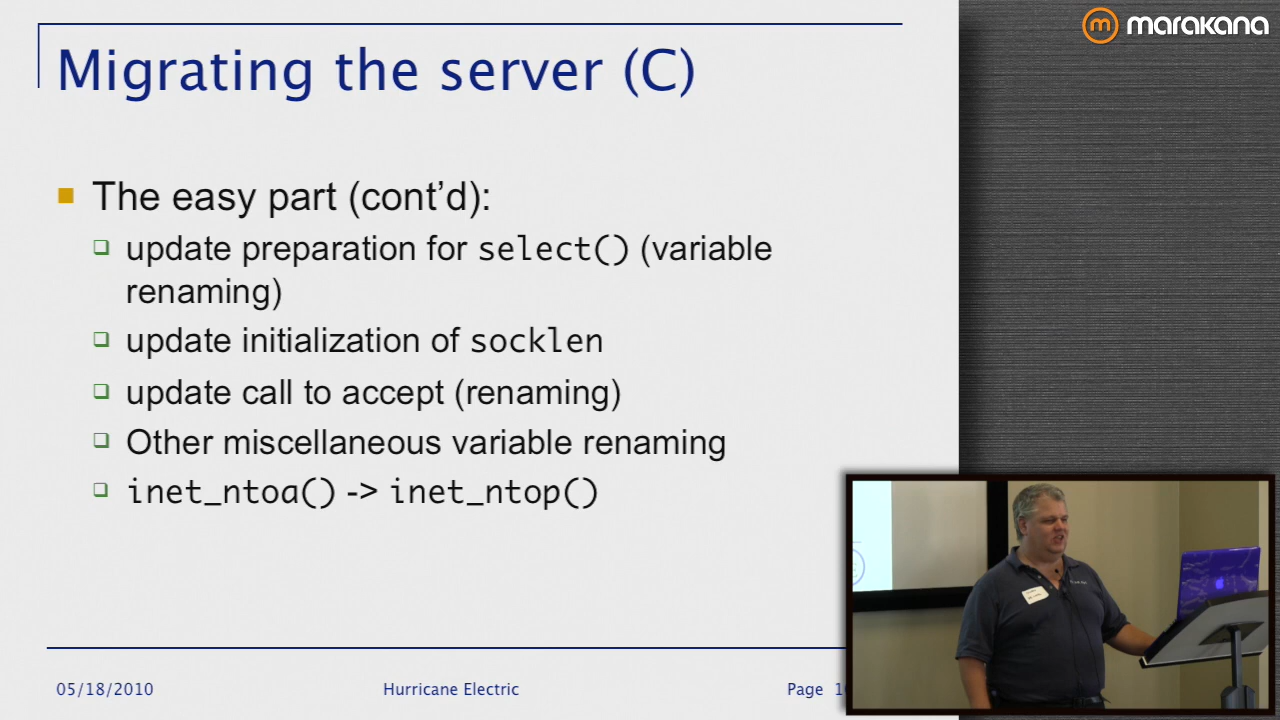 marakana
Migrating the server (C)
The easy part (cont’d):
update preparation for select() (variable
renaming)
update initialization of socklen
update call to accept (renaming)
Other miscellaneous variable renaming
inet_ntoa() -> inet_ntop()
05/18/2010 Hurricane Electric Page